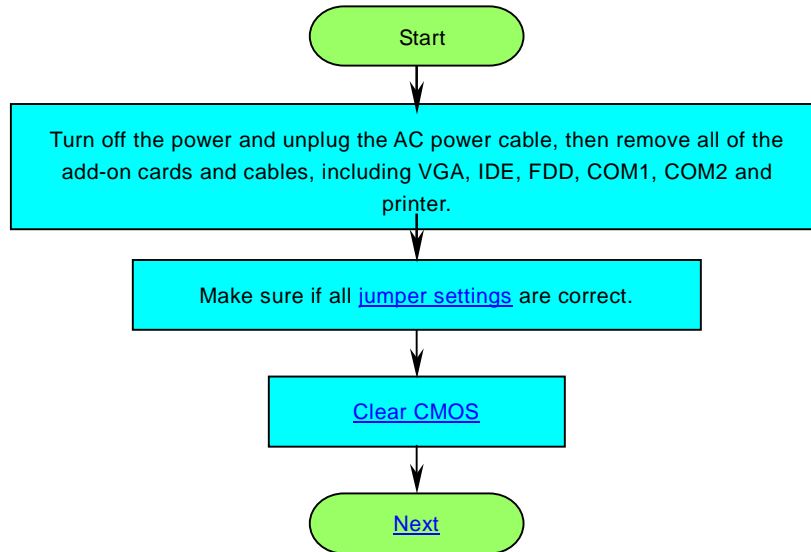 Start
Turn off the power and unplug the AC power cable, then remove all of the
add-on cards and cables, including VGA, IDE, FDD, COM1, COM2 and
printer.
Make sure if all jumper settings are correct.
Clear CMOS
Next